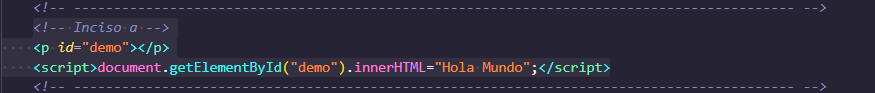 <!-- -------------------------------------------------------------------------------- -->
<!-- Inciso a -->
<p id="demo"></p>
<script>document.getElementById("demo").innerHTML="Hola Mundo";</script>
<!-- -------------------------------------------------------------------------------- -->